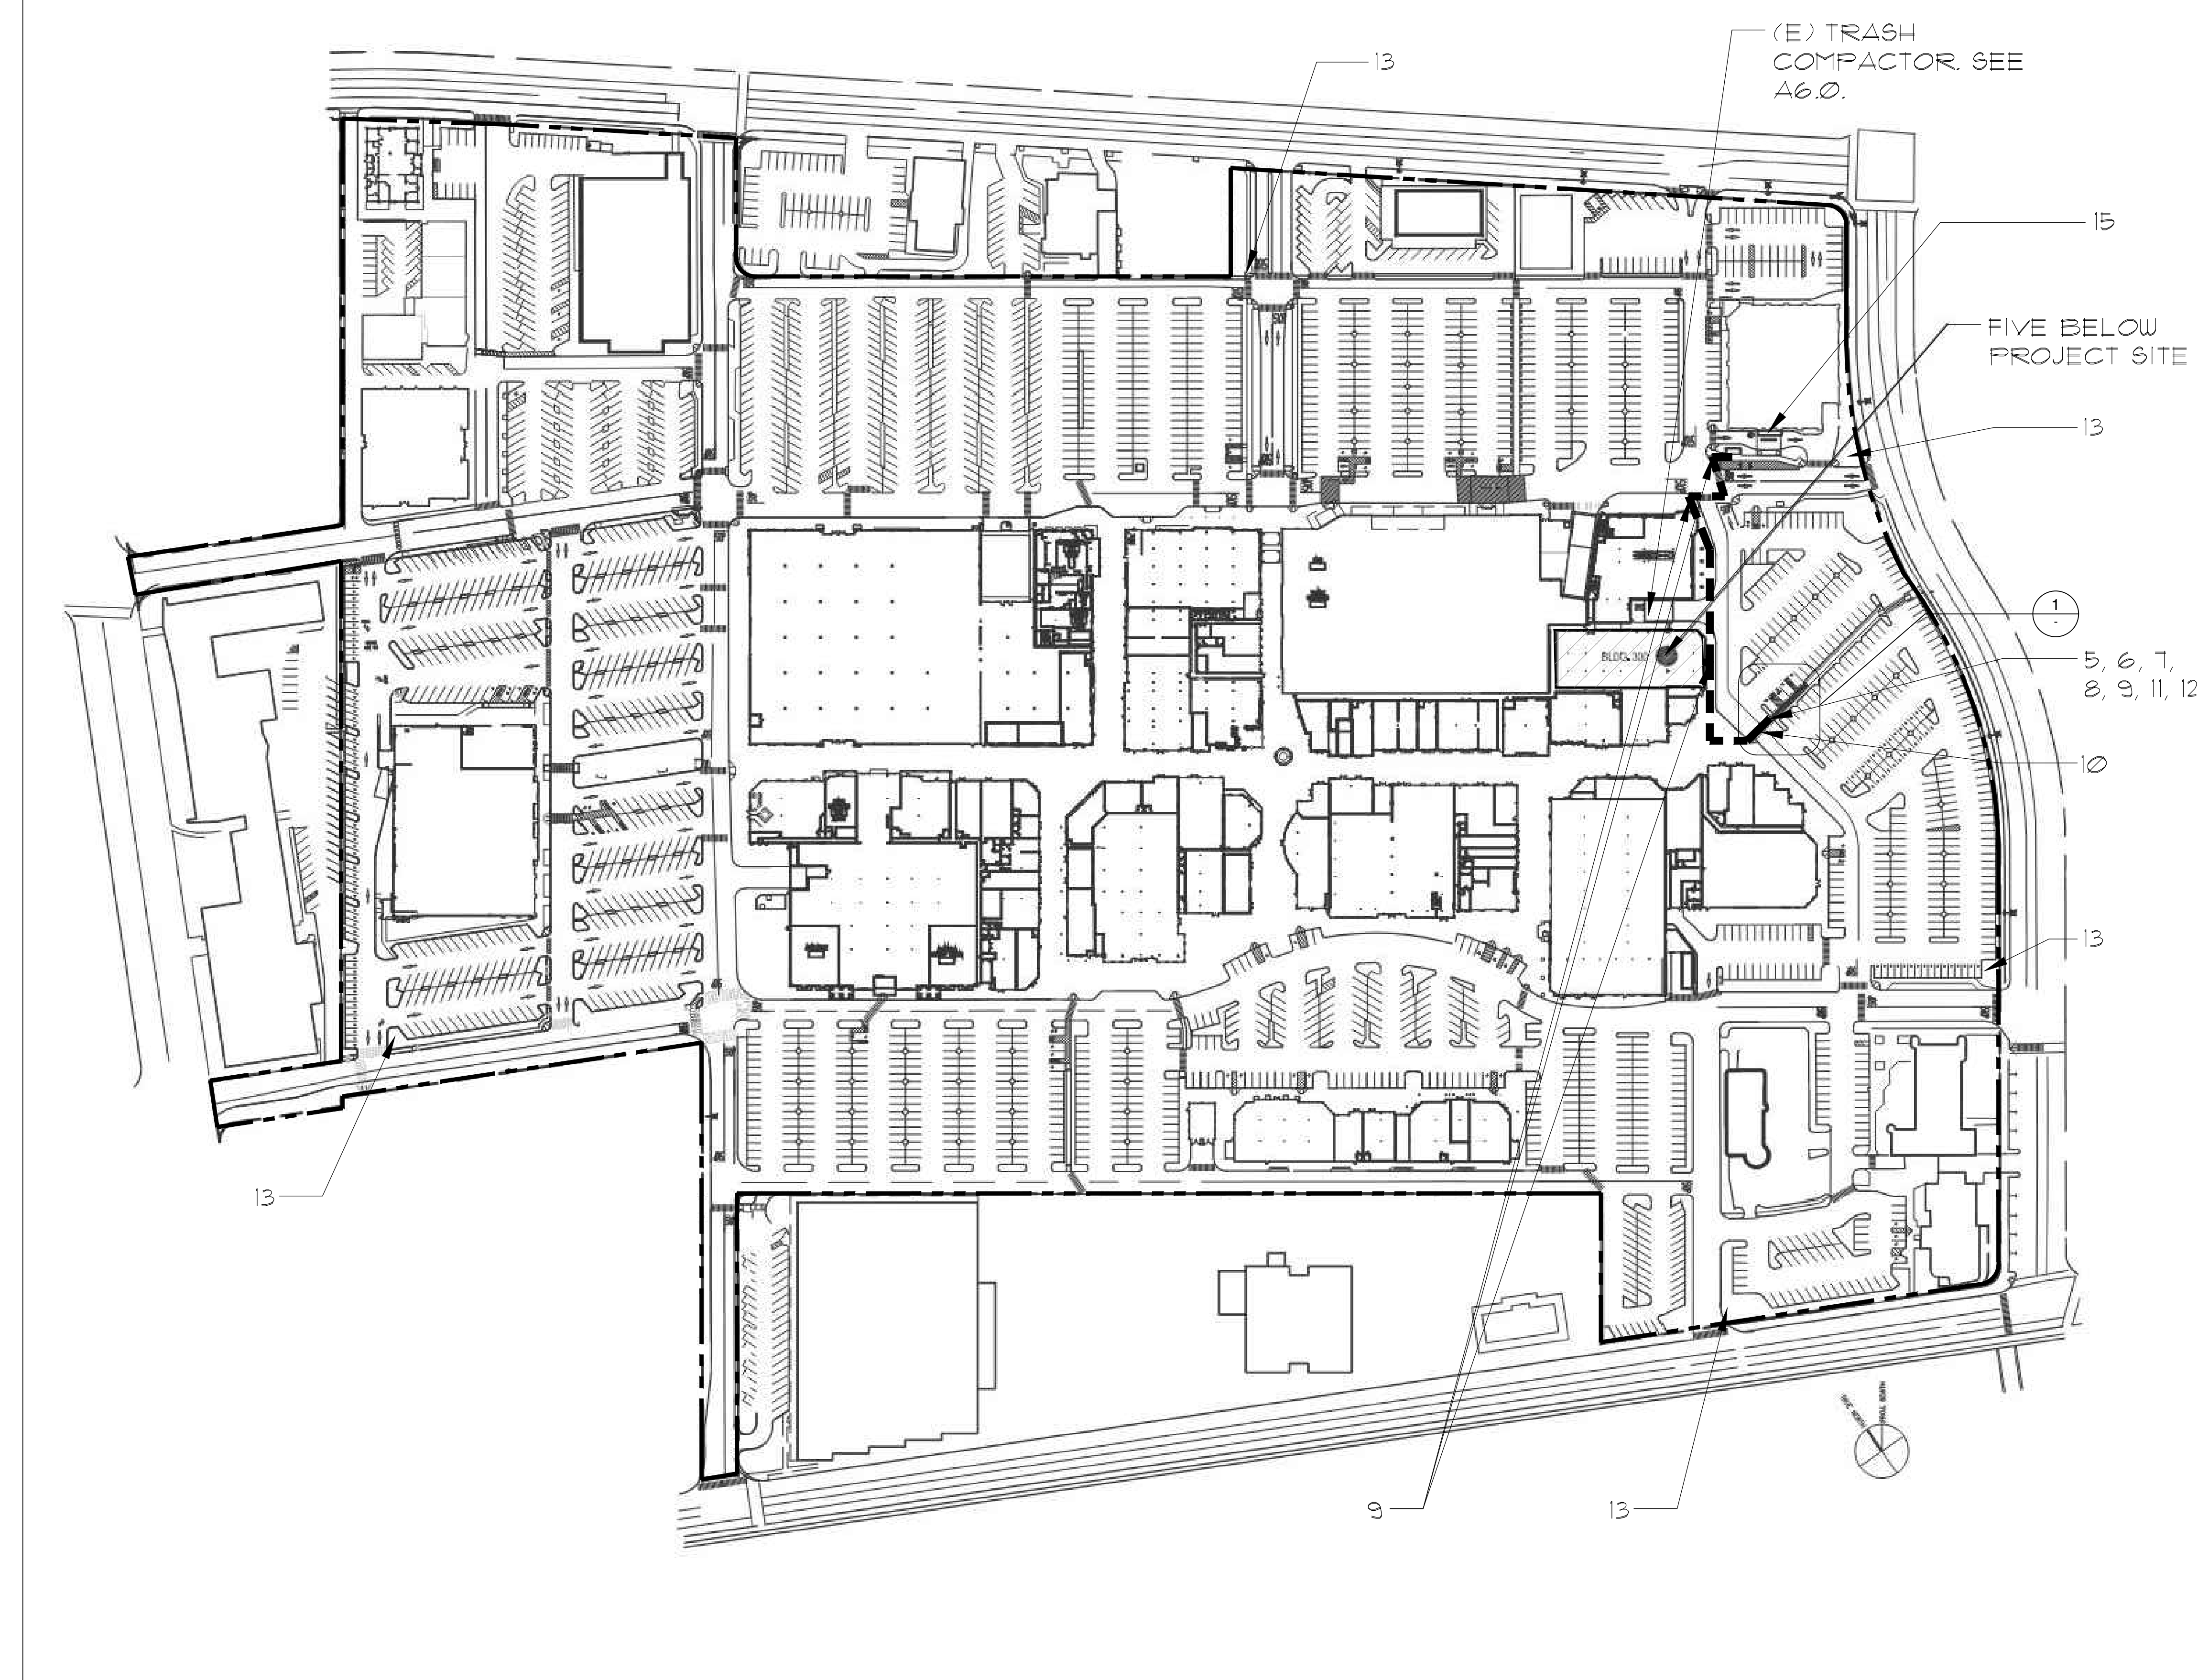 (E) TRASH
COMPACTOR. SEE
A6.0.
13
15
FIVE BELOW
PROJECT SITE
13
1
-
5, 6, 7,
8, 9, 11, 12
BLDG. 300
10
13
13
9
13